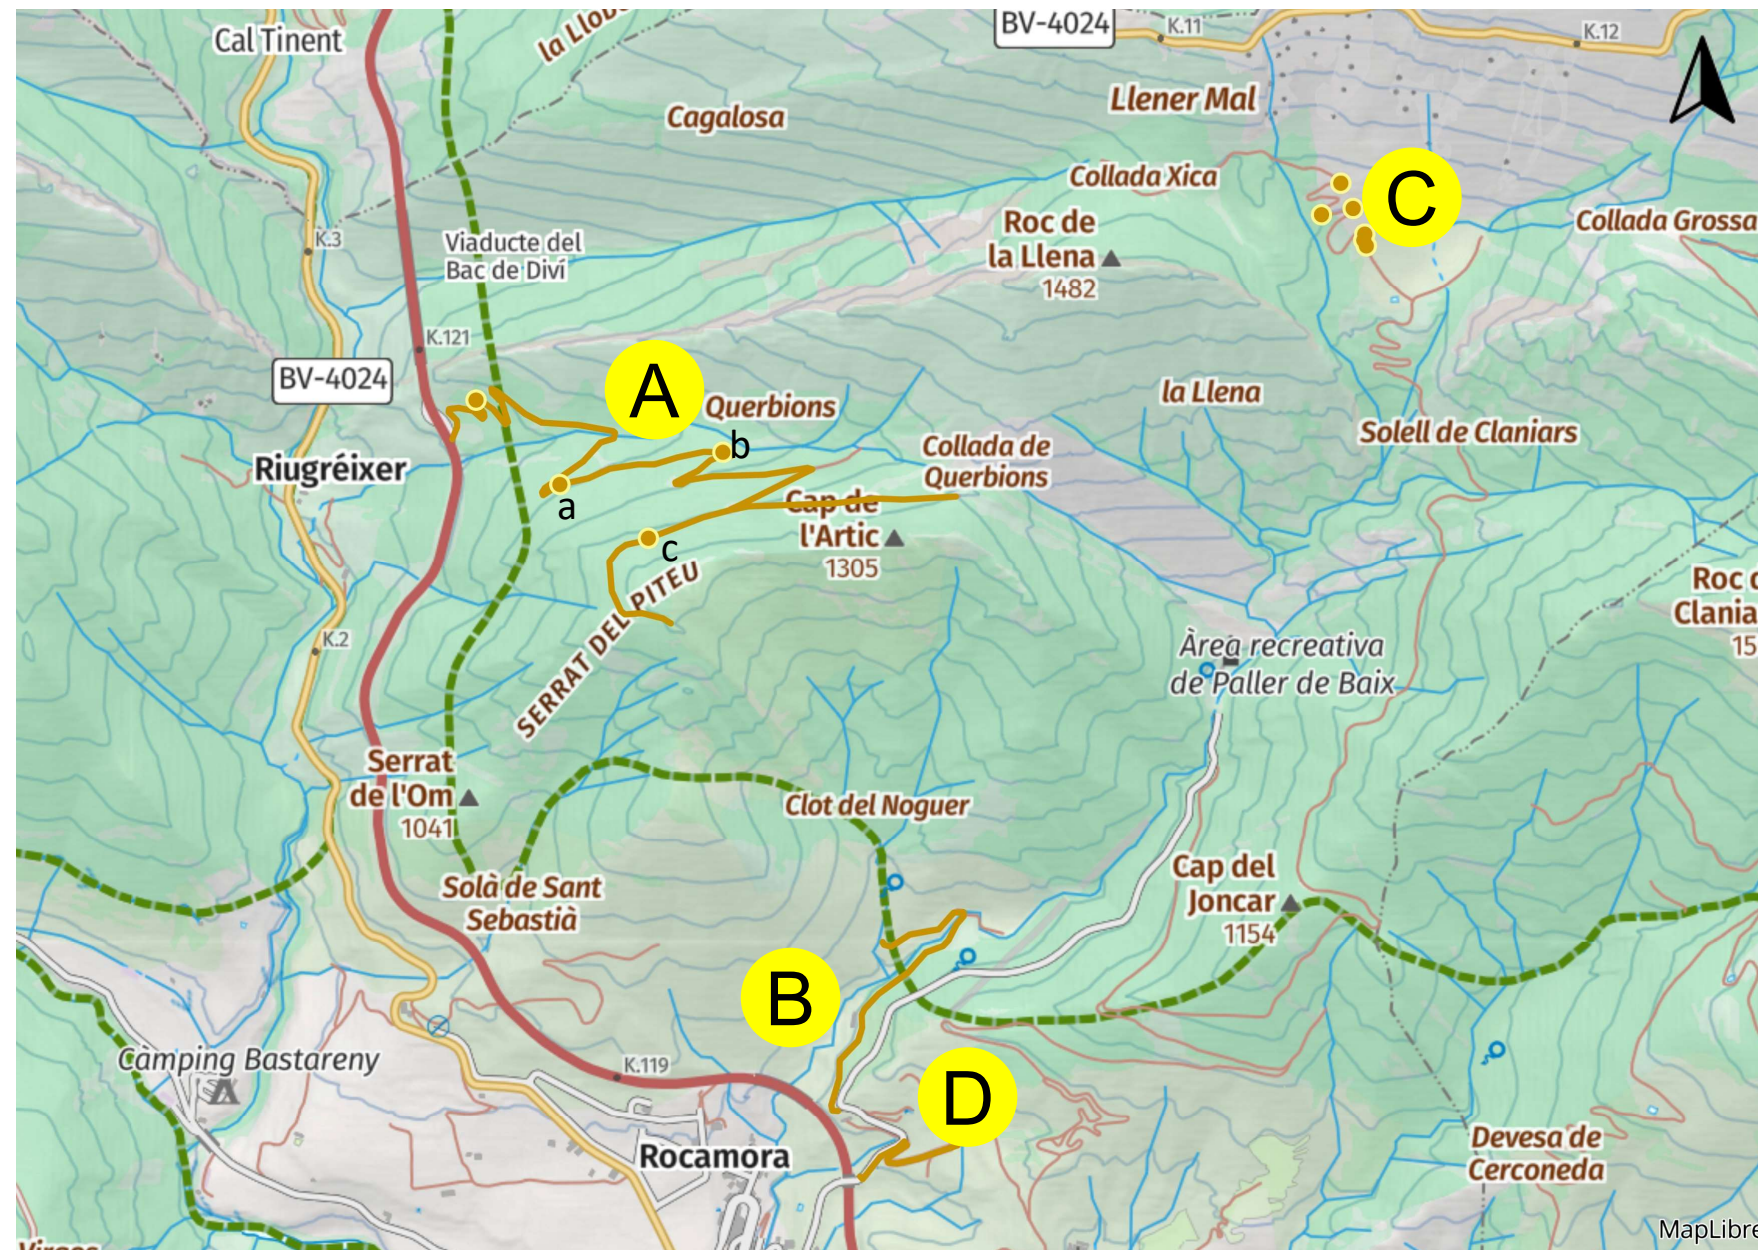 Cal Tinent
la Llob
BV-4024
K.11
K.12
Cagalosa
Llener Mal
Collada Xica
C
Collada Grossa
Roc de
la Llena
1482
K.3
Viaducte del
Bac de Diví
K.121
BV-4024
A
Querbions
la Llena
b
Solell de Claniars
Collada de
Querbions
Riugréixer
a
Cap de
l'Artic
1305
c
SERRAT DEL PITEU
Roc d
Clania
15
K.2
Àrea recreativa
de Paller de Baix
Serrat
de l'Om
1041
Clot del Noguer
Cap del
Joncar
1154
Solà de Sant
Sebastià
B
Càmping Bastareny
K.119
D
Rocamora
Devesa de
Cerconeda
MapLibre
Virgos